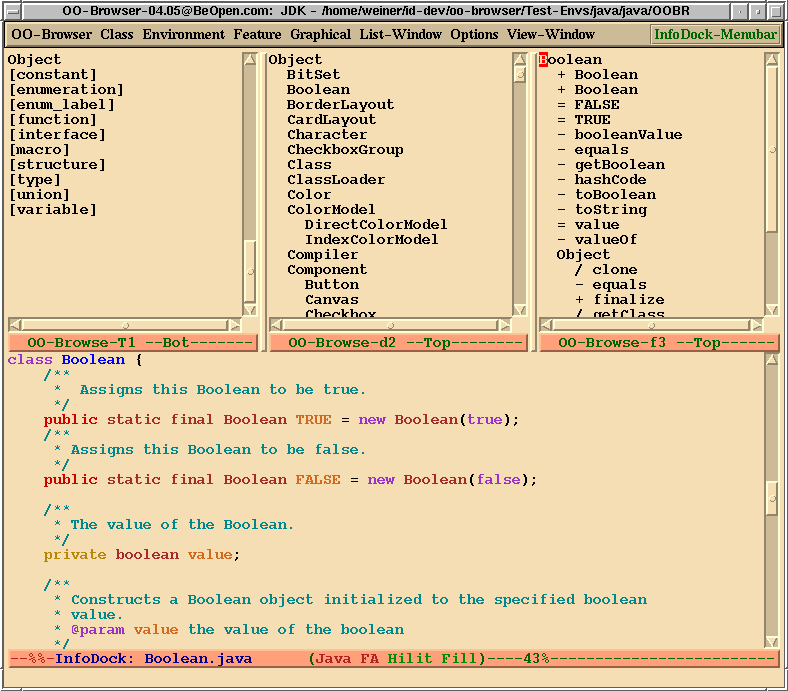 OO-Browser-04.05@BeOpen.com: JDK - /home/weiner/id-dev/oo-browser/Test-Envs/java/java/OOBR
OO-Browser Class Environment Feature Graphical List-Window Options View-Window InfoDock-Menubar
Object
[constant]
[enumeration]
[enum_label]
[function]
[interface]
[macro]
[structure]
[type]
[union]
[variable]
OO-Browse-T1 --Bot-------
Object
BitSet
Boolean
BorderLayout
CardLayout
Character
CheckboxGroup
Class
ClassLoader
Color
ColorModel
DirectColorModel
IndexColorModel
Compiler
Component
Button
Canvas
Checkbox
OO-Browse-d2 --Top--------
Boolean
+ Boolean
+ Boolean
= FALSE
= TRUE
- booleanValue
- equals
- getBoolean
- hashCode
- toBoolean
- toString
= value
- valueOf
Object
/ clone
- equals
+ finalize
/ getClass
OO-Browse-f3 --Top------
class Boolean {
/**
*  Assigns this Boolean to be true.
*/
public static final Boolean TRUE = new Boolean(true);
/**
* Assigns this Boolean to be false.
*/
public static final Boolean FALSE = new Boolean(false);
/**
* The value of the Boolean.
*/
private boolean value;
/**
* Constructs a Boolean object initialized to the specified boolean
* value.
* @param value the value of the boolean
*/
--%%-InfoDock: Boolean.java (Java FA Hilit Fill)----43%-------------------------